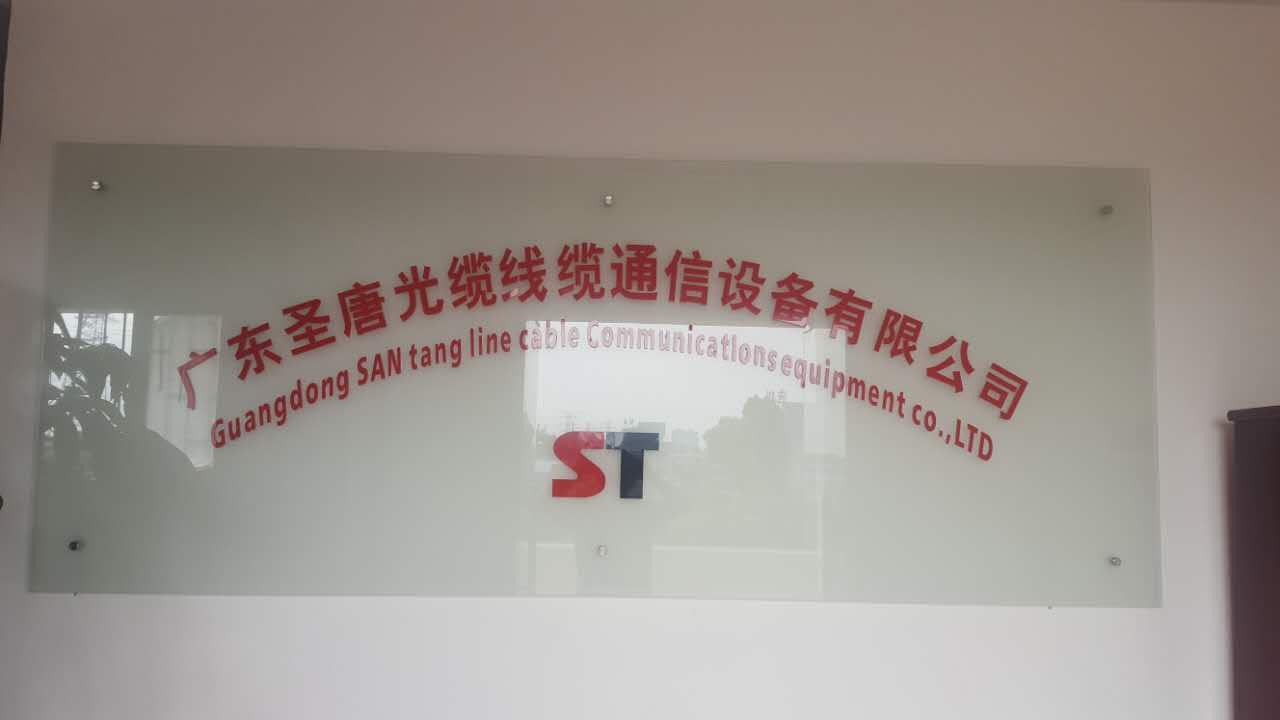 广东圣唐光缆线缆通信设备有限公司
Guangdong SAN tang line cable Communications equipment co.,LTD
ST